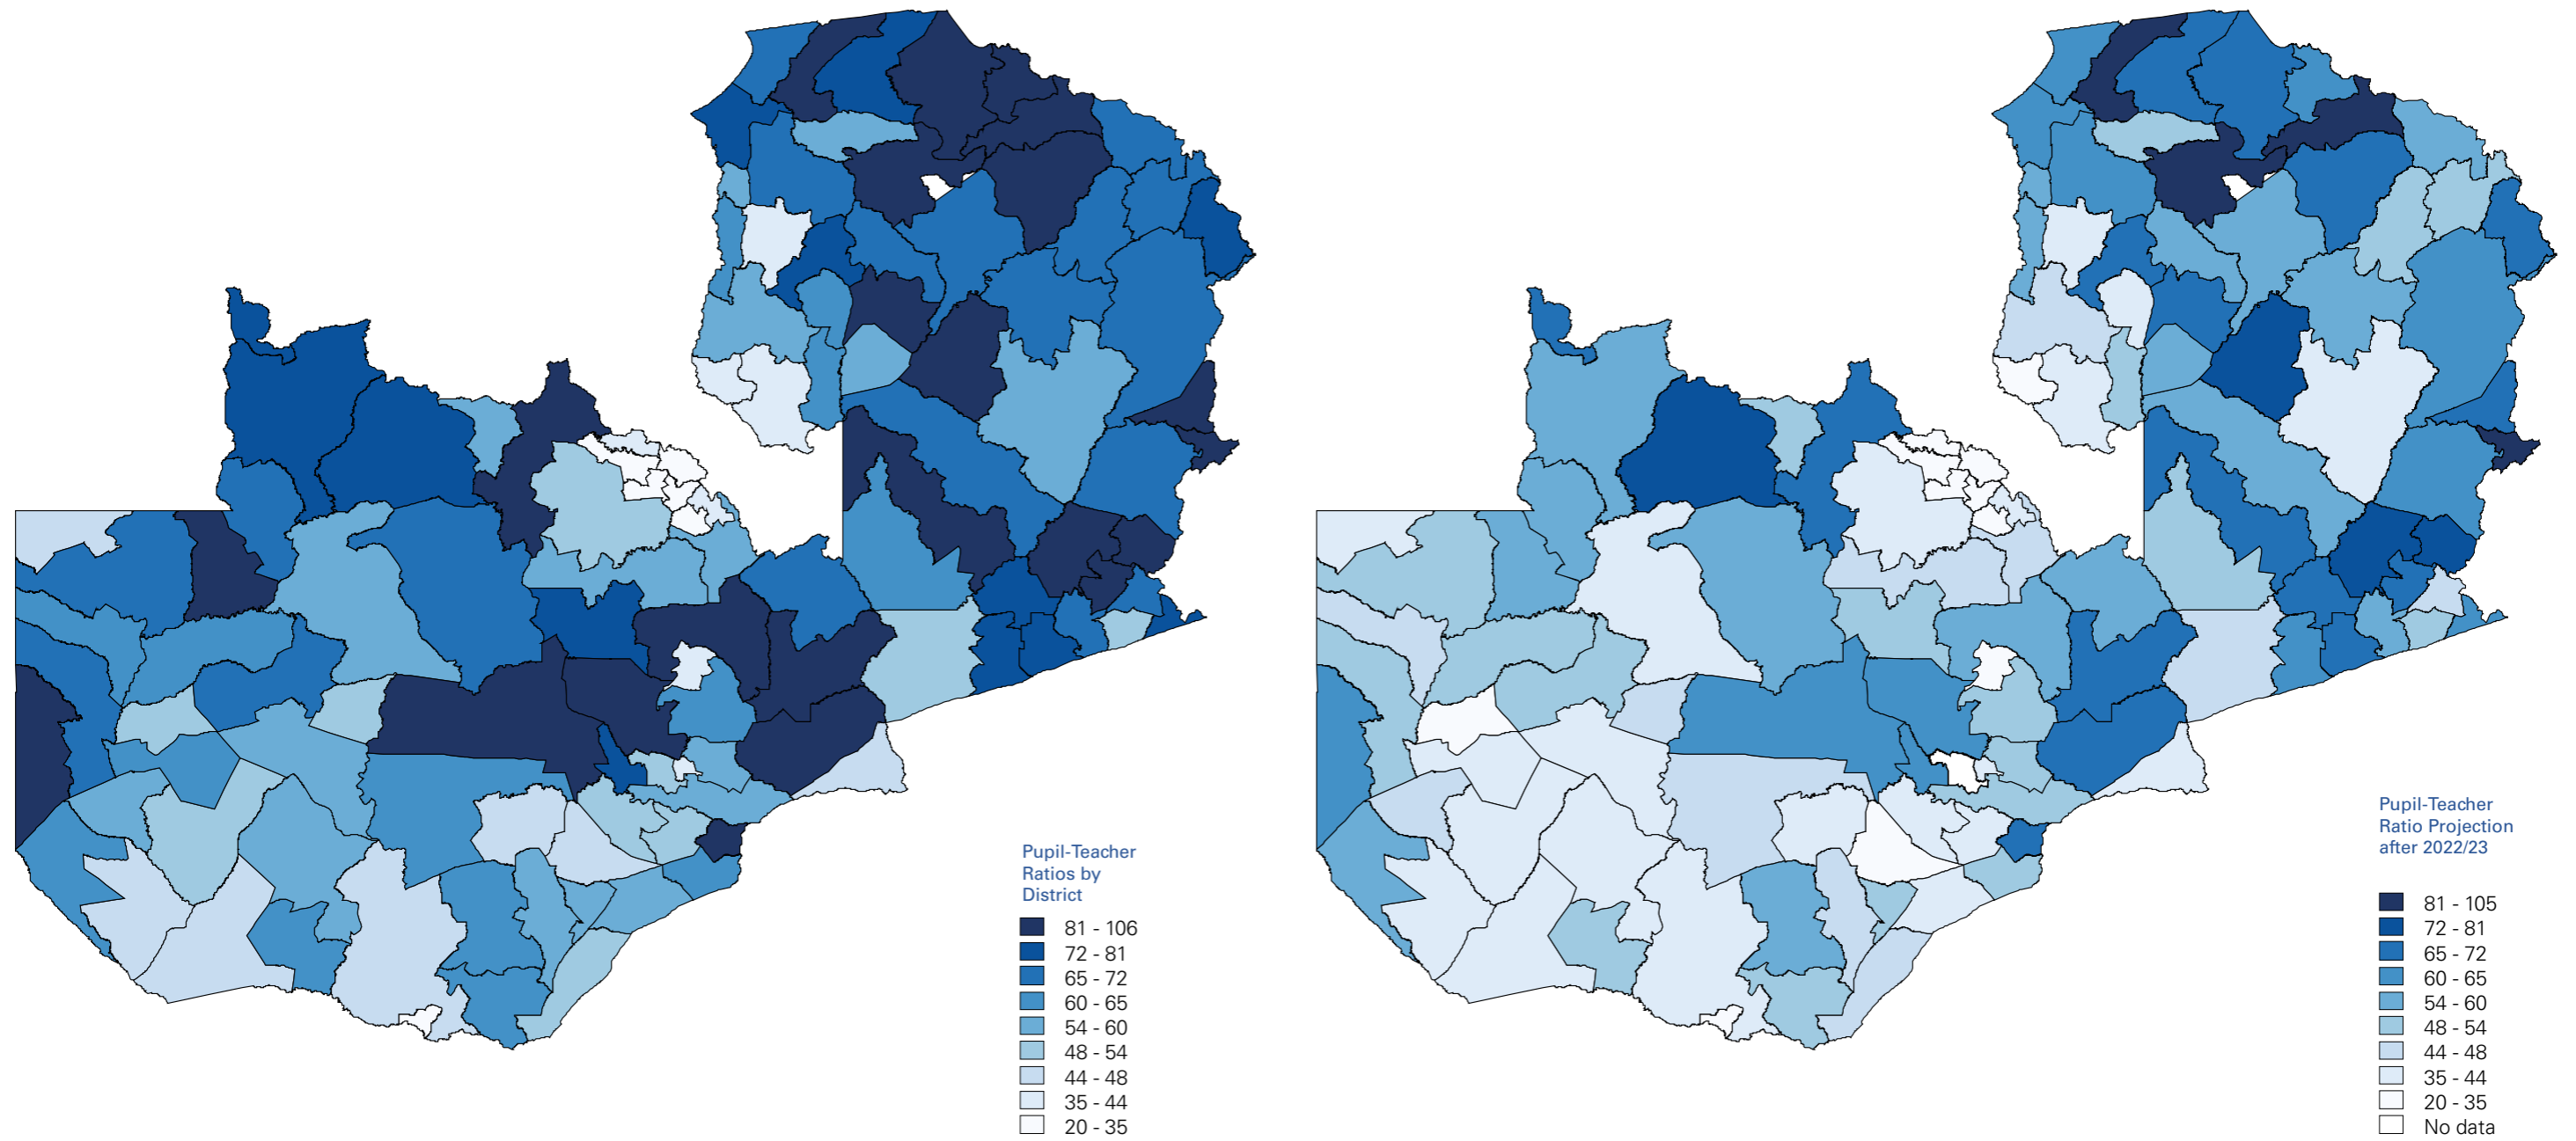 Pupil-Teacher
Ratios by
District
81 - 106
72 - 81
65 - 72
60 - 65
54 - 60
48 - 54
44 - 48
35 - 44
20 - 35
Pupil-Teacher
Ratio Projection
after 2022/23
81 - 105
72 - 81
65 - 72
60 - 65
54 - 60
48 - 54
44 - 48
35 - 44
20 - 35
No data